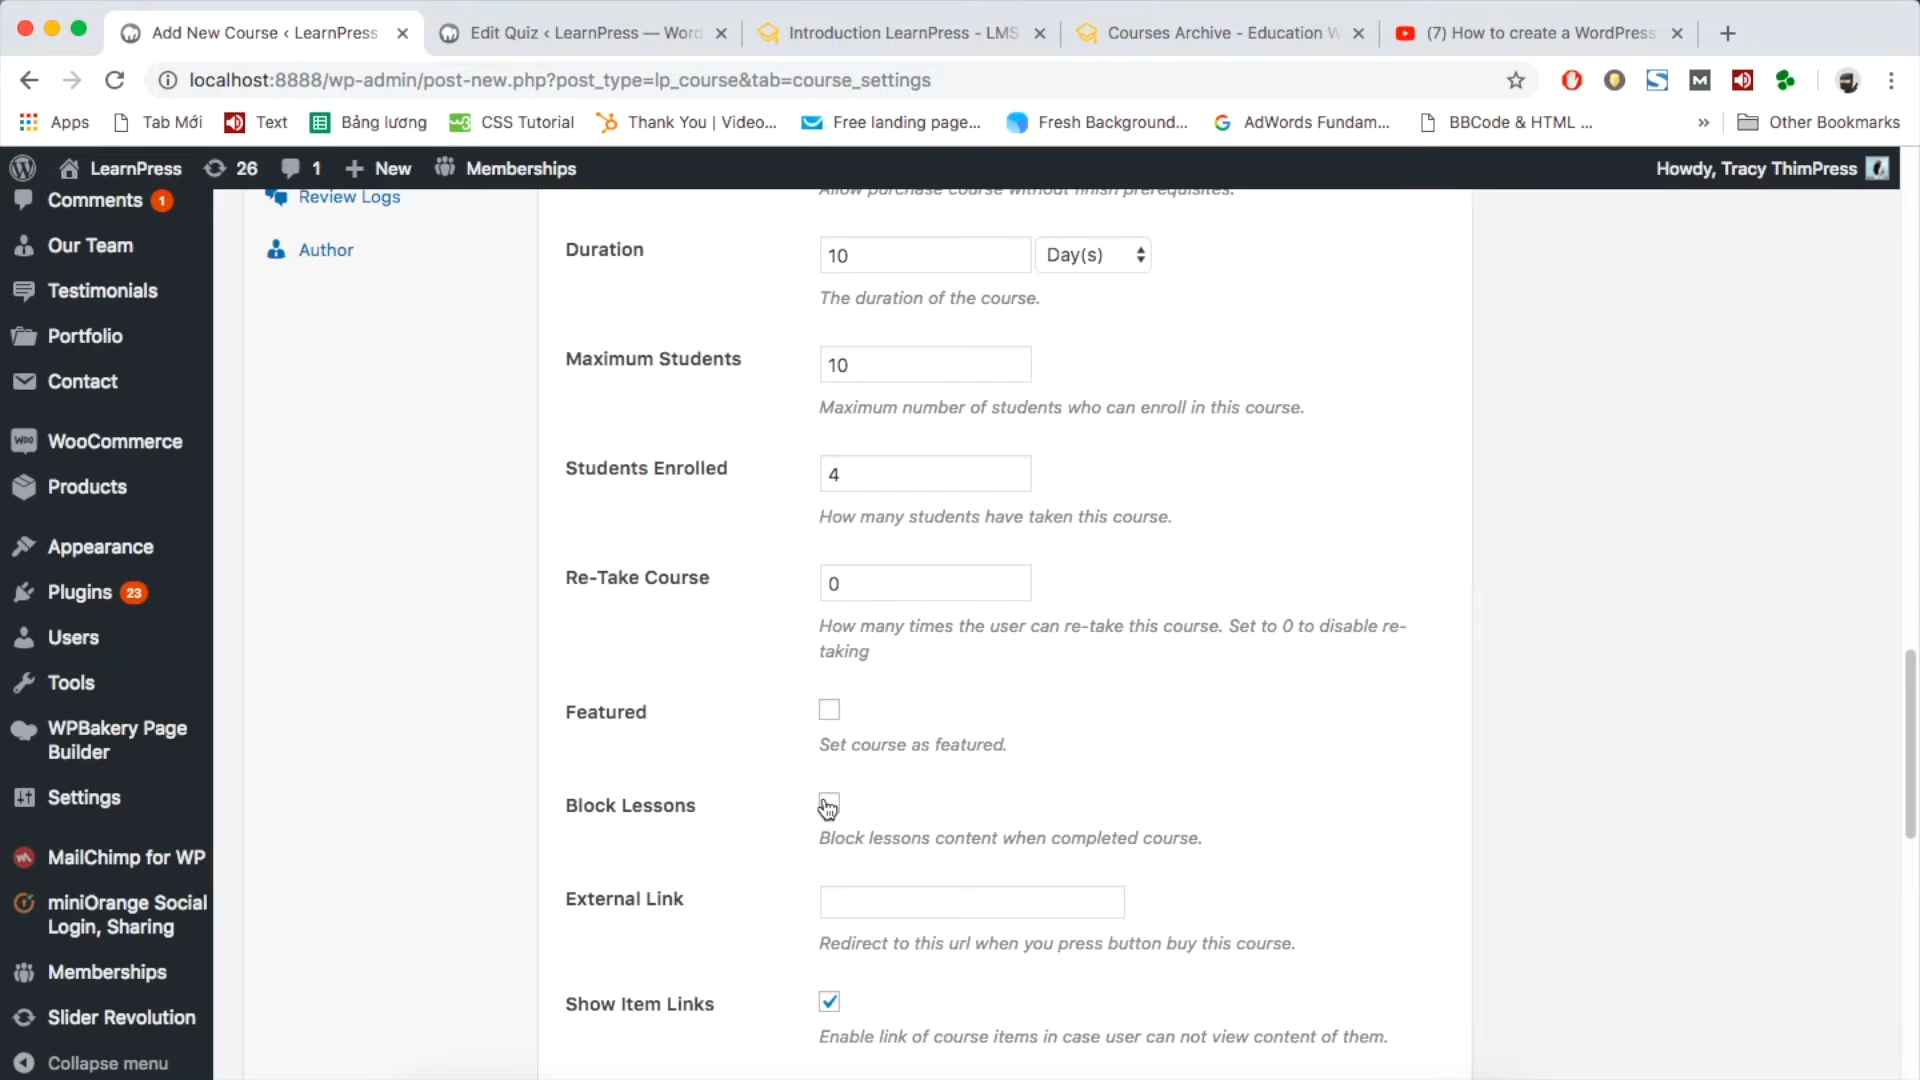 Add New Course ‹ LearnPress
Edit Quiz ‹ LearnPress — Word
Introduction LearnPress - LMS
Courses Archive - Education W
(7) How to create a WordPress
localhost:8888/wp-admin/post-new.php?post_type=lp_course&tab=course_settings
Apps
Tab Mới
Text
Bảng lương
CSS Tutorial
Thank You | Video...
Free landing page...
Fresh Background...
AdWords Fundam...
BBCode & HTML ...
»
Other Bookmarks
LearnPress
26
1
New
Memberships
Howdy, Tracy ThimPress
Comments 1
Our Team
Testimonials
Portfolio
Contact
WooCommerce
Products
Appearance
Plugins 23
Users
Tools
WPBakery Page
Builder
Settings
MailChimp for WP
miniOrange Social
Login, Sharing
Memberships
Slider Revolution
Collapse menu
Review Logs
Author
Allow purchase course without finish prerequisites.
Duration
10
Day(s)
The duration of the course.
Maximum Students
10
Maximum number of students who can enroll in this course.
Students Enrolled
4
How many students have taken this course.
Re-Take Course
0
How many times the user can re-take this course. Set to 0 to disable re-
taking
Featured
Set course as featured.
Block Lessons
Block lessons content when completed course.
External Link
Redirect to this url when you press button buy this course.
Show Item Links
Enable link of course items in case user can not view content of them.